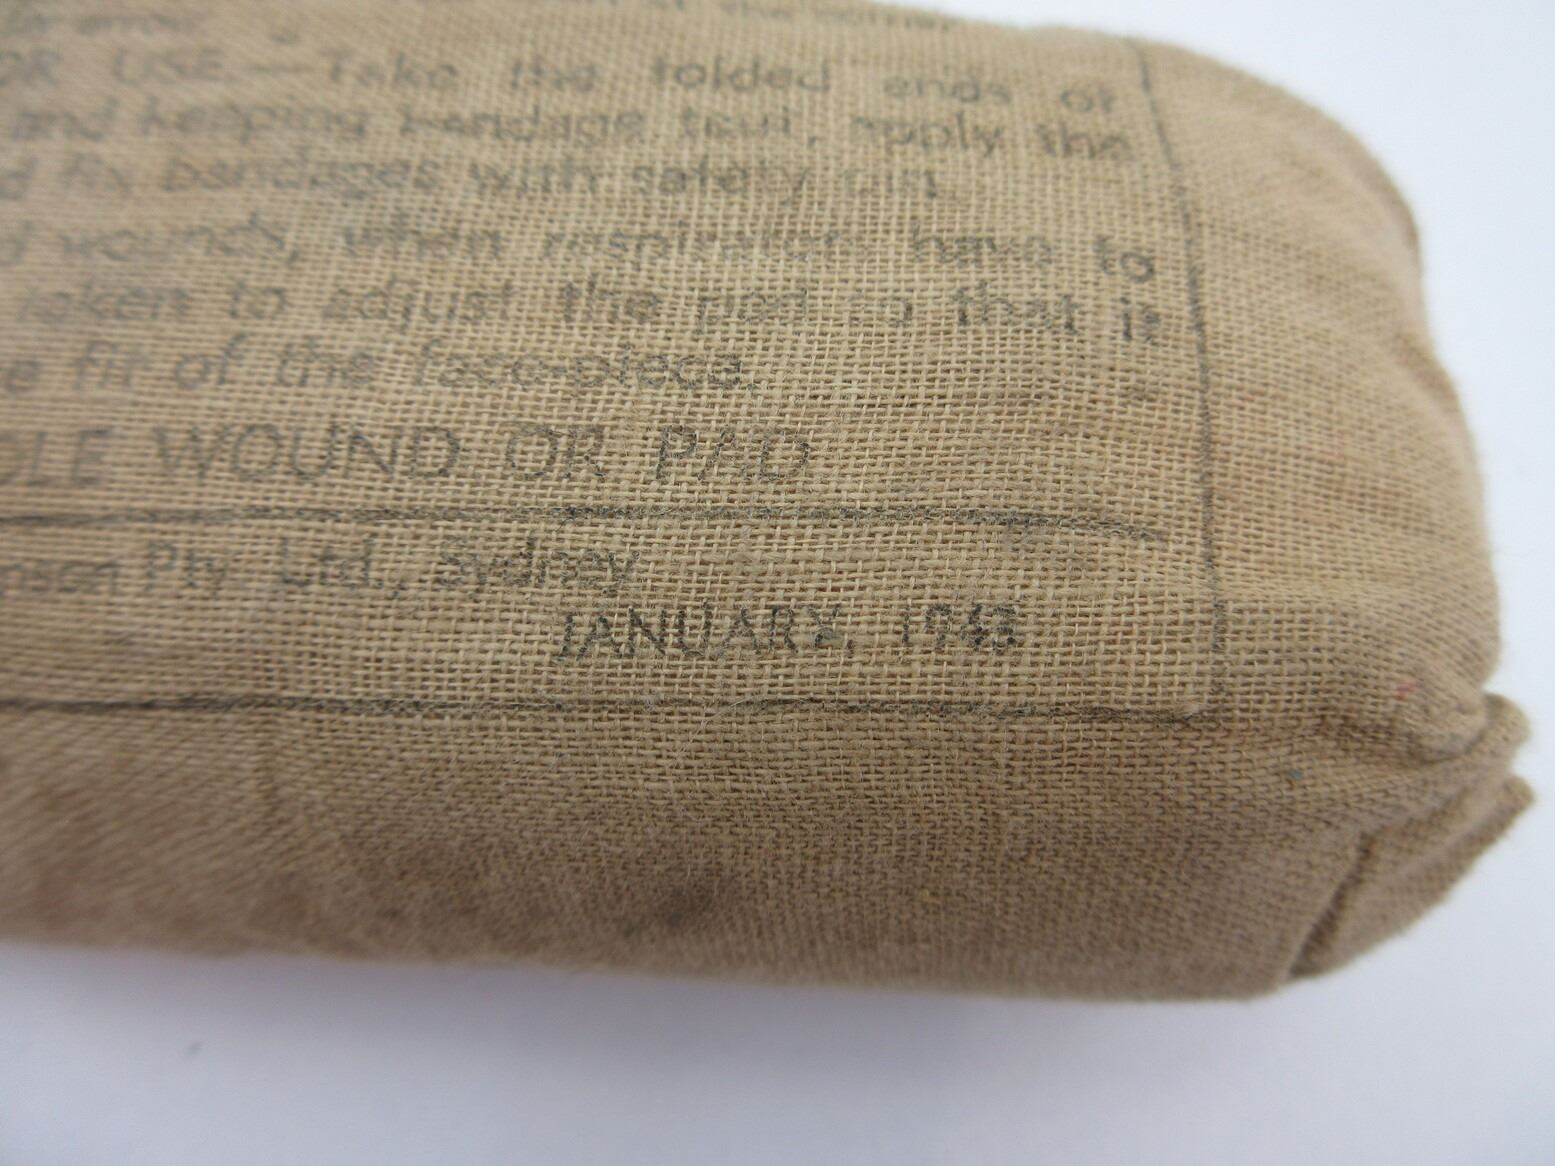 OR USE.—Take the folded ends of
and keeping bandage taut, apply the
fix bandages with safety pin.
wounds, when respirators have to
taken to adjust the pad so that it
fit of the face-piece.
WOUND OR PAD
Pty. Ltd., Sydney
JANUARY, 1943